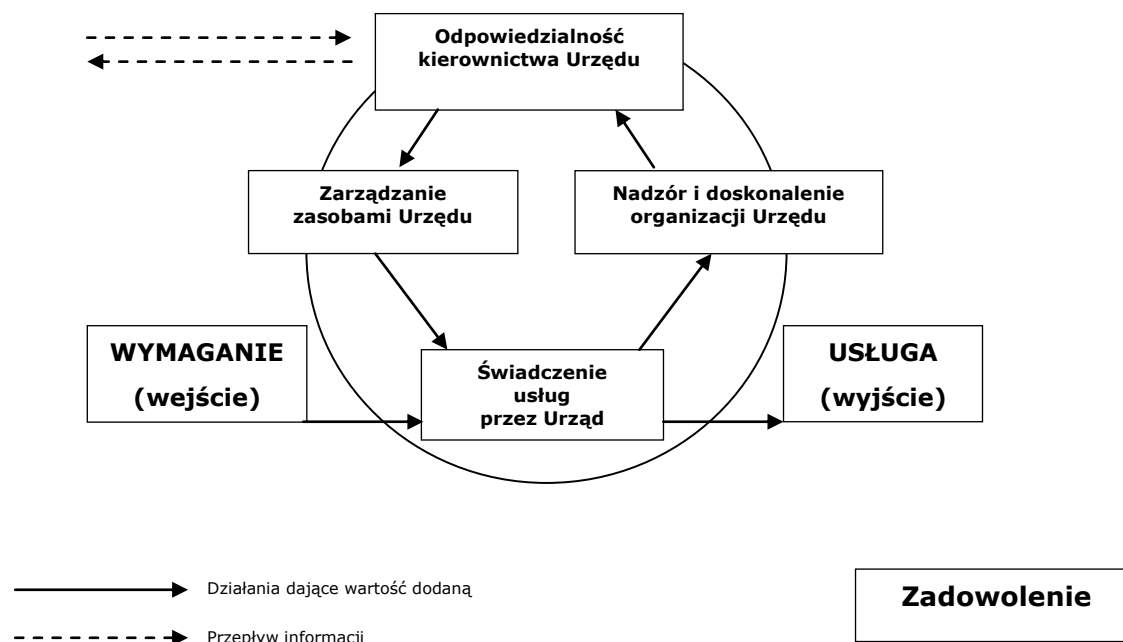 Odpowiedzialność
kierownictwa Urzędu
Zarządzanie
zasobami Urzędu
Nadzór i doskonalenie
organizacji Urzędu
WYMAGANIE
(wejście)
Świadczenie
usług
przez Urząd
USŁUGA
(wyjście)
Działania dające wartość dodaną
Zadowolenie
Przepływ informacji